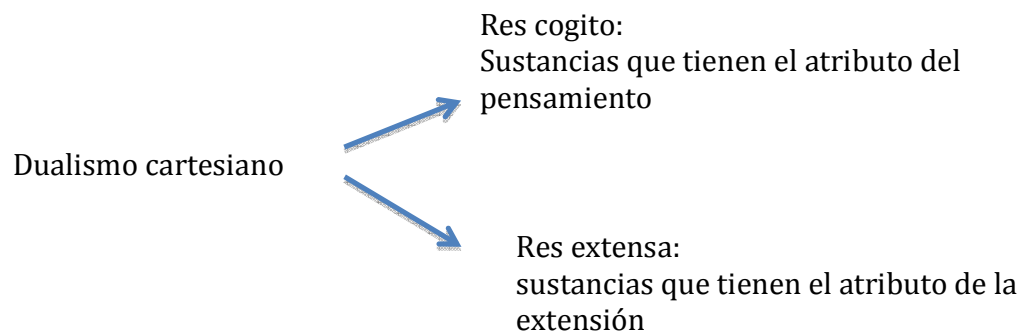 Res cogito:
Sustancias que tienen el atributo del
pensamiento
Dualismo cartesiano
Res extensa:
sustancias que tienen el atributo de la
extensión